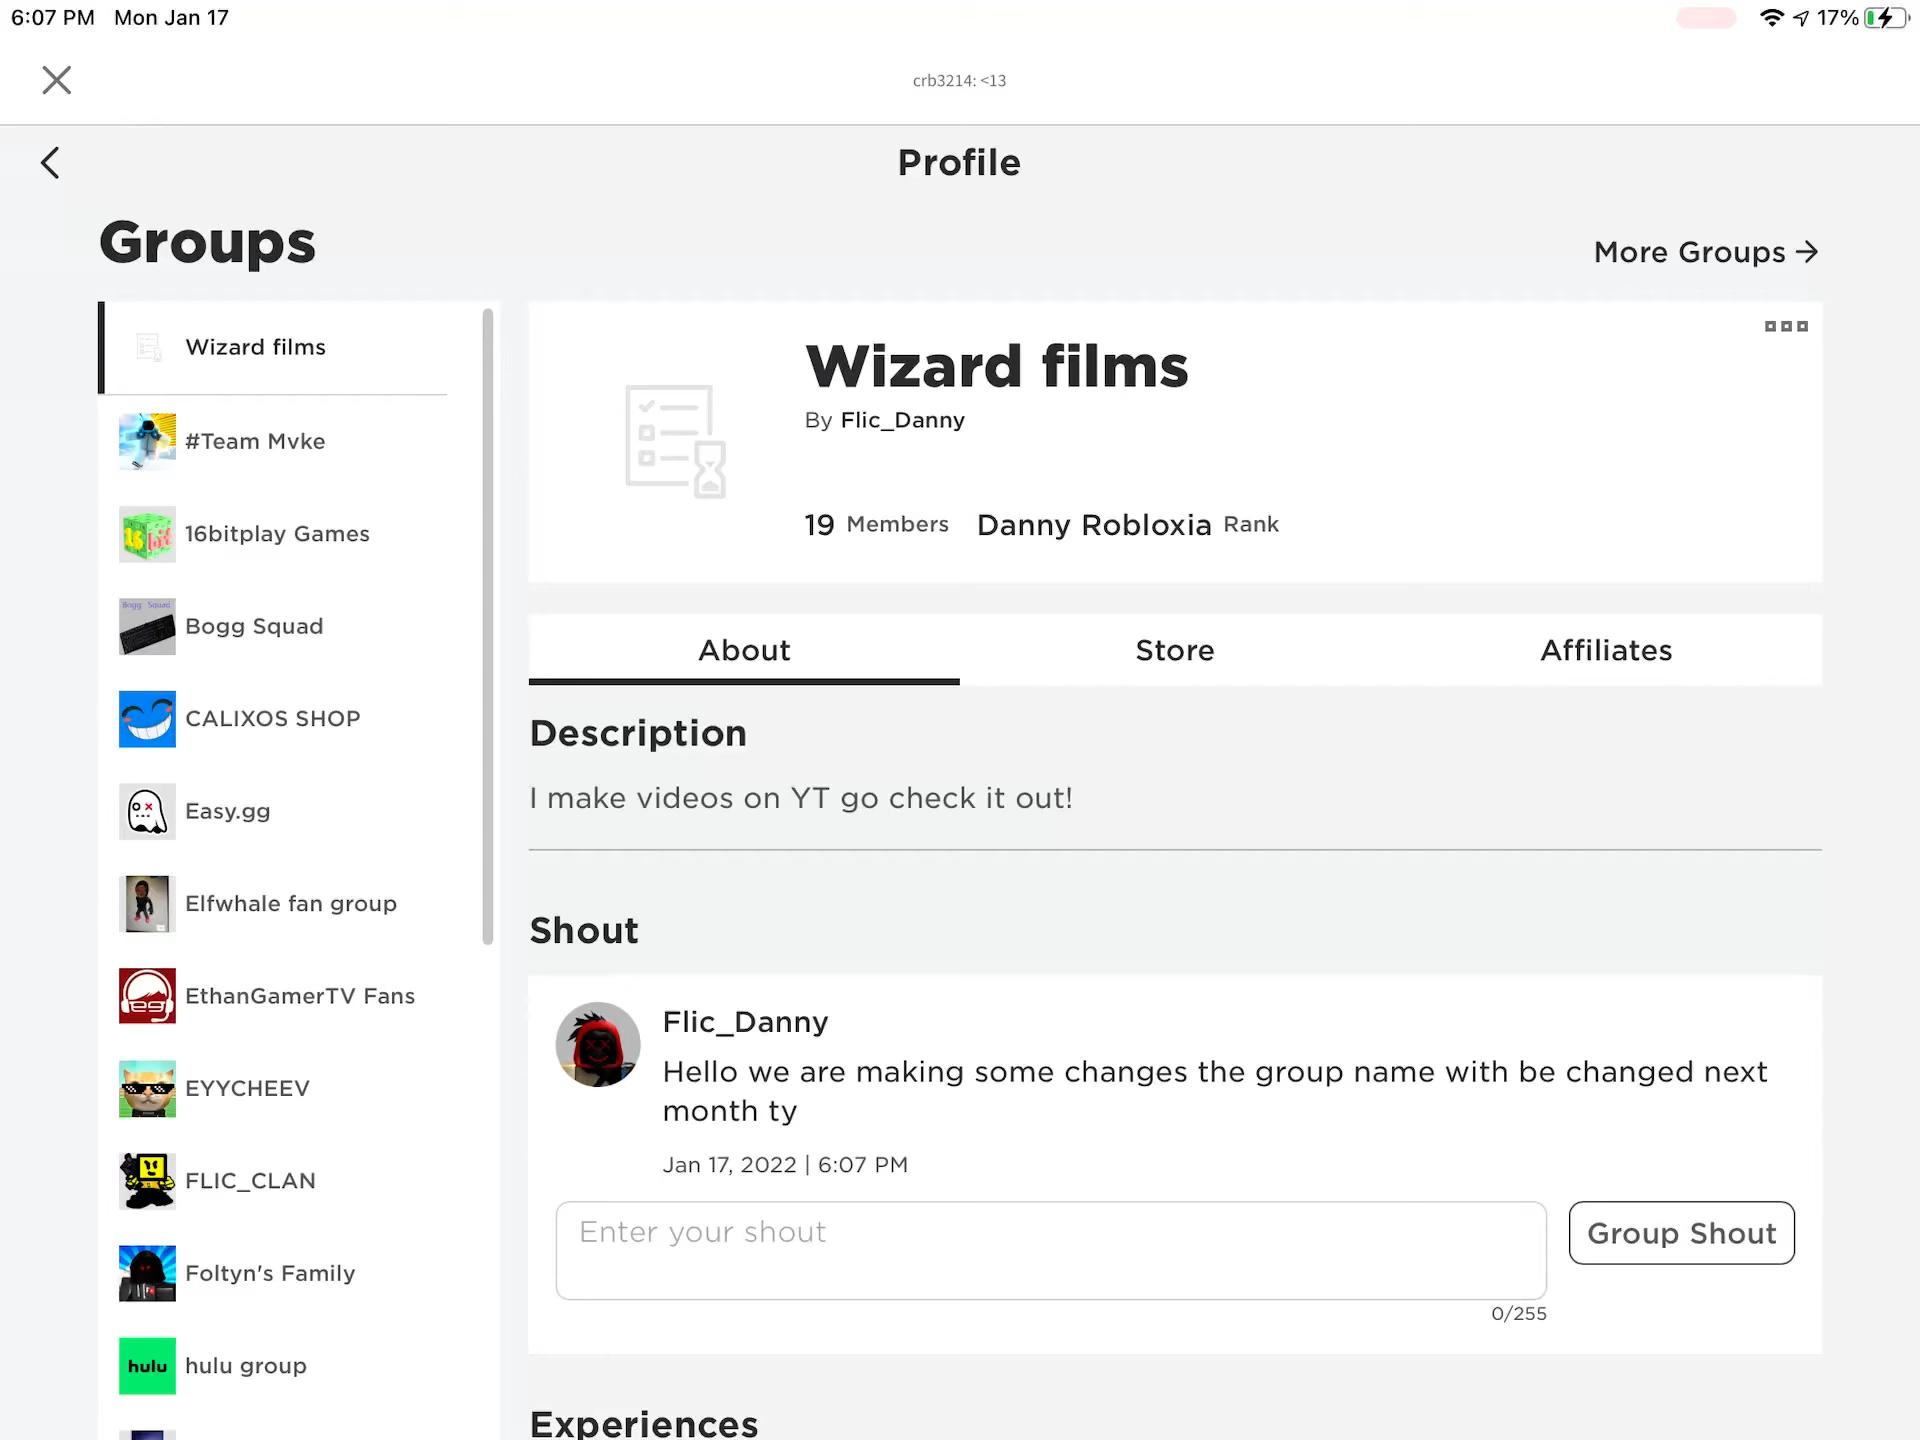 6:07 PM Mon Jan 17
17%
crb3214: <13
Profile
Groups
More Groups →
Wizard films
#Team Mvke
16bitplay Games
Bogg Squad
Bogg Squad
CALIXOS SHOP
Easy.gg
Elfwhale fan group
EthanGamerTV Fans
EYYCHEEV
FLIC_CLAN
Foltyn's Family
hulu
hulu group
Wizard films
By Flic_Danny
19 Members Danny Robloxia Rank
About Store Affiliates
Description
I make videos on YT go check it out!
Shout
Flic_Danny
Hello we are making some changes the group name with be changed next
month ty
Jan 17, 2022 | 6:07 PM
Enter your shout
Group Shout
0/255
Experiences